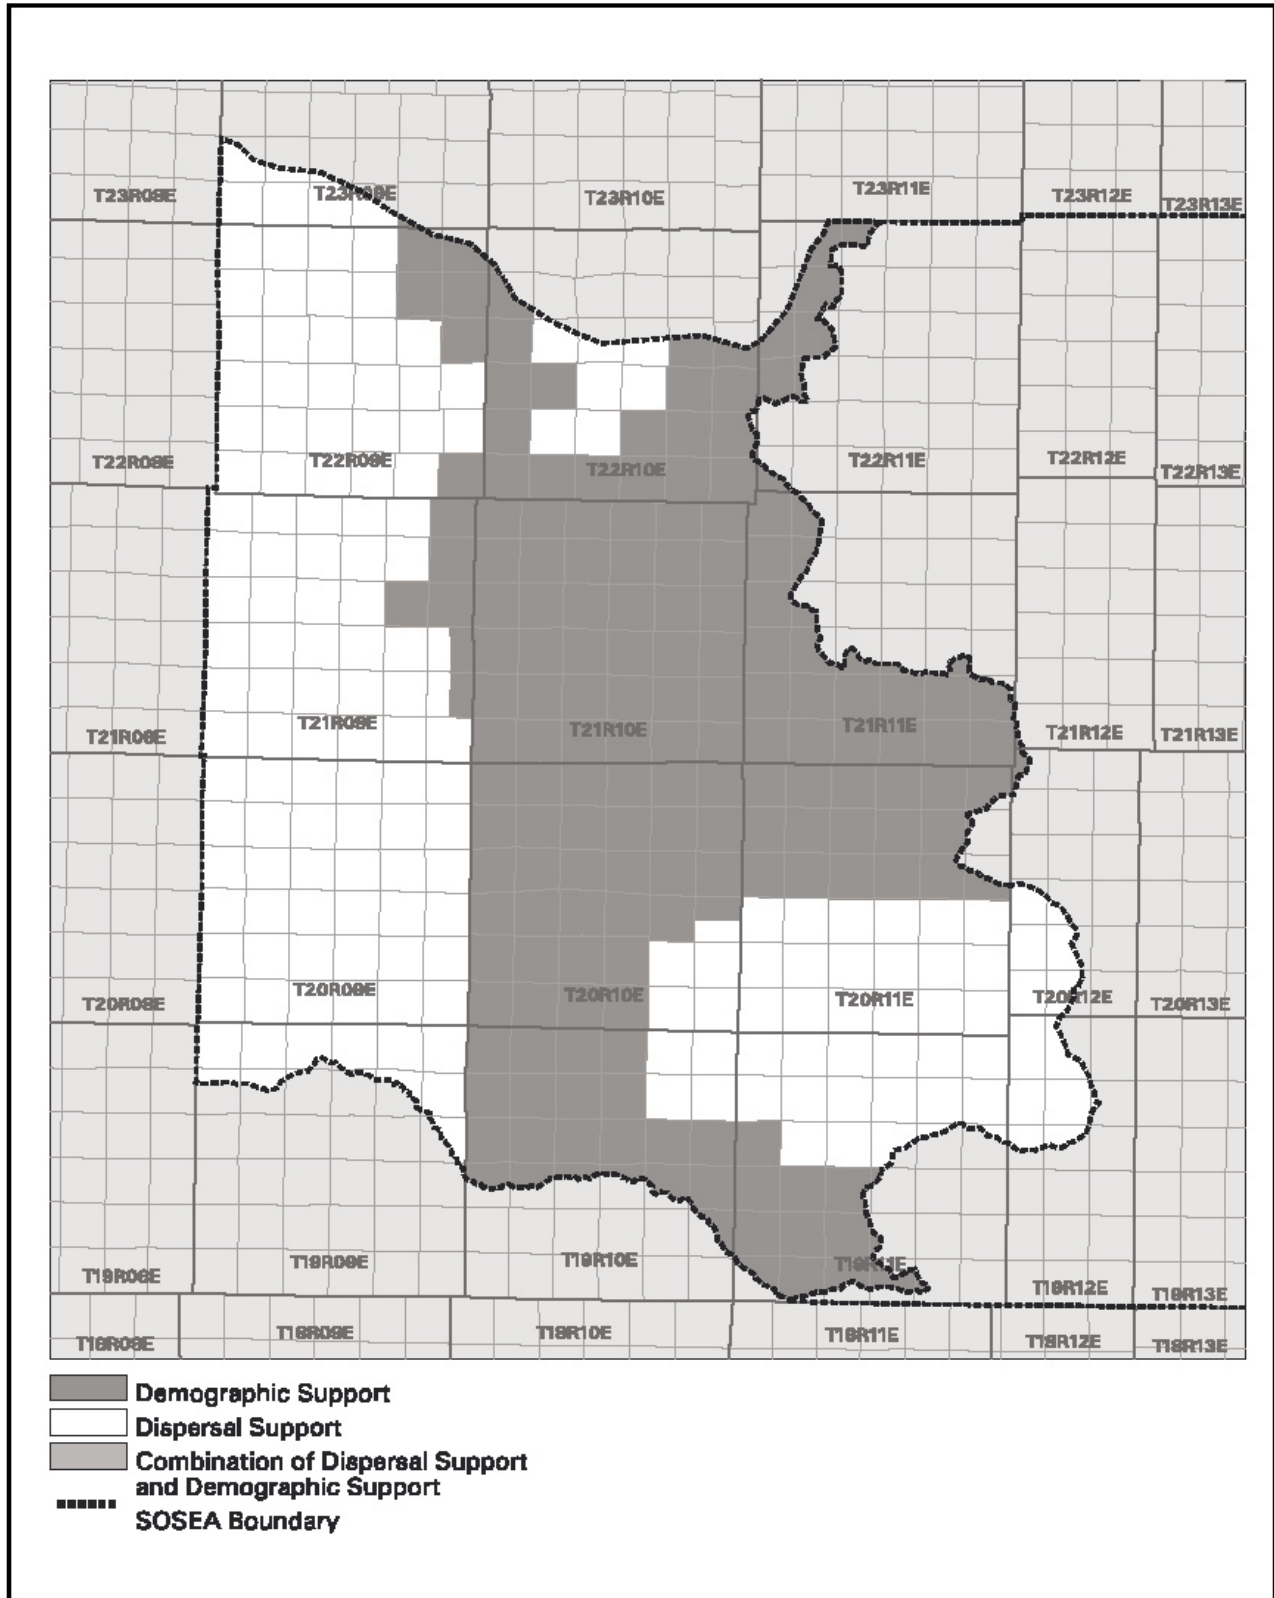 T23R08E
T23R09E
T23R10E
T23R11E
T23R12E
T23R13E
T22R08E
T22R09E
T22R10E
T22R11E
T22R12E
T22R13E
T21R08E
T21R09E
T21R10E
T21R11E
T21R12E
T21R13E
T20R08E
T20R09E
T20R10E
T20R11E
T20R12E
T20R13E
T19R08E
T19R09E
T19R10E
T19R11E
T19R12E
T19R13E
T18R08E
T18R09E
T18R10E
T18R11E
T18R12E
T18R13E
Demographic Support
Dispersal Support
Combination of Dispersal Support
and Demographic Support
SOSEA Boundary